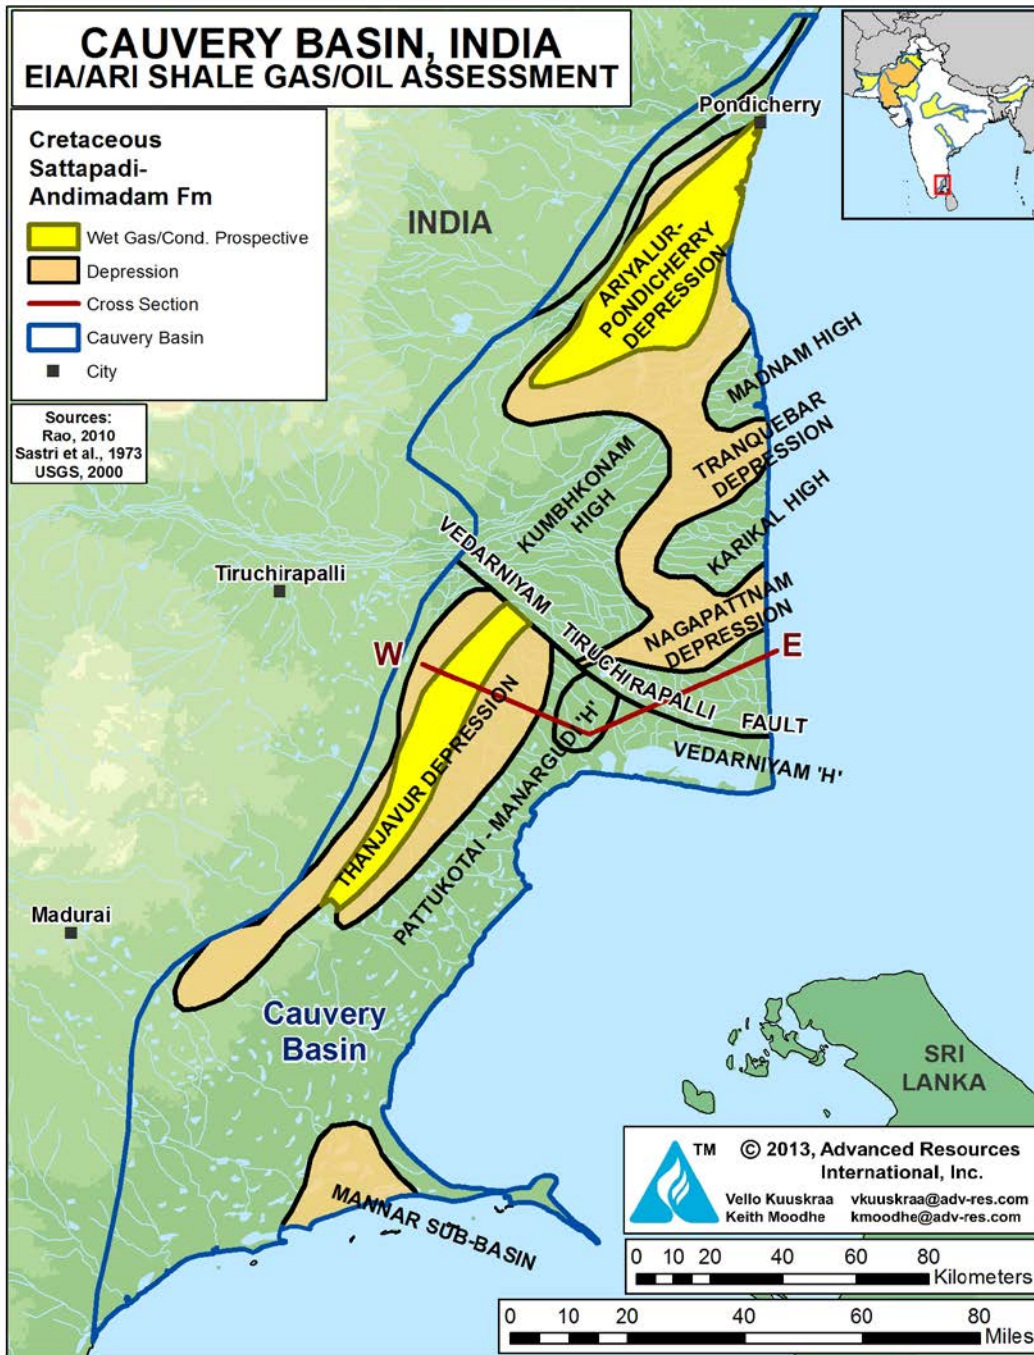 CAUVERY BASIN, INDIA
EIA/ARI SHALE GAS/OIL ASSESSMENT
Cretaceous
Sattapadi-
Andimadam Fm
Wet Gas/Cond. Prospective
Depression
Cross Section
Cauvery Basin
City
Sources:
Rao, 2010
Sastri et al., 1973
USGS, 2000
Pondicherry
INDIA
ARIYALUR-
PONDICHERRY
DEPRESSION
MADNAM HIGH
TRANQUEBAR
DEPRESSION
KUMBHKONAM
HIGH
KARIKAL HIGH
VEDARNIYAM
TIRUCHIRAPALLI
FAULT
Tiruchirapalli
NAGAPATTNAM
DEPRESSION
W
E
VEDARNIYAM 'H'
THANJAVUR DEPRESSION
PATTUKOTAI - MANARGUDI 'H'
Madurai
Cauvery
Basin
SRI
LANKA
MANNAR SUB-BASIN
TM
© 2013, Advanced Resources
International, Inc.
Vello Kuuskraa vkuuskraa@adv-res.com
Keith Moodhe kmoodhe@adv-res.com
0 10 20 40 60 80
Kilometers
0 10 20 40 60 80
Miles